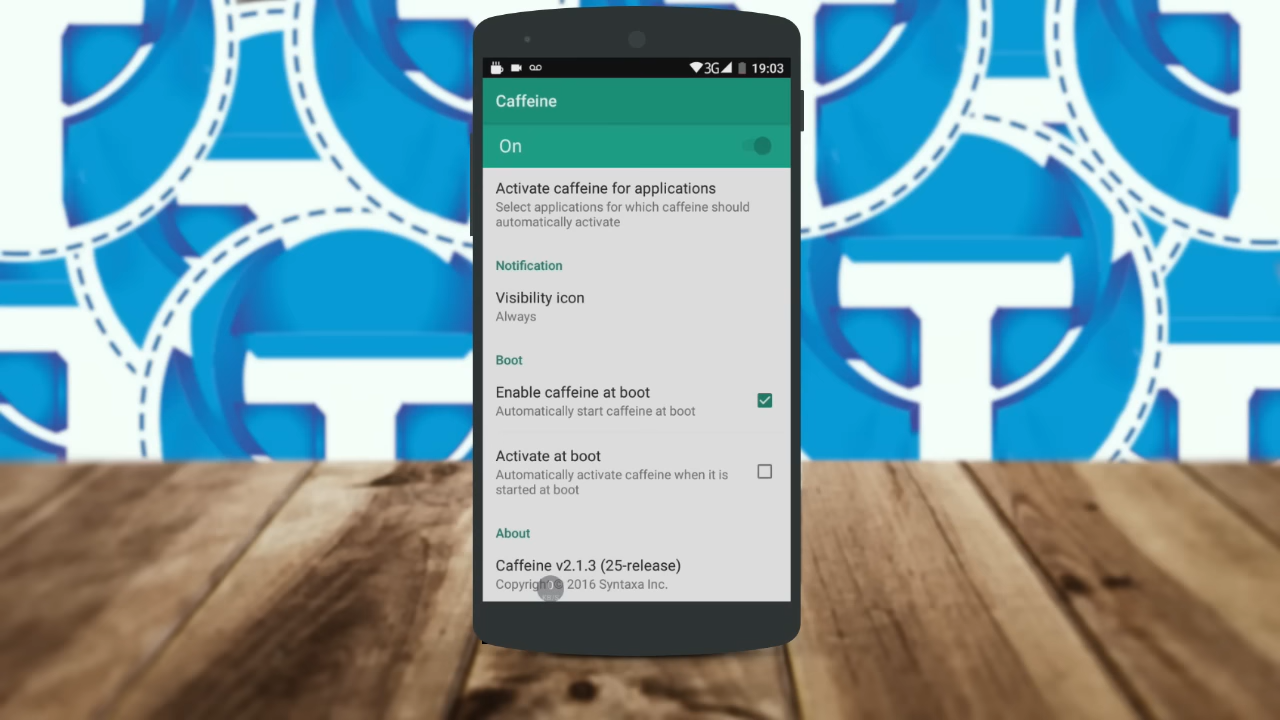 3G 19:03
Caffeine
On
Activate caffeine for applications
Select applications for which caffeine should
automatically activate
Notification
Visibility icon
Always
Boot
Enable caffeine at boot
Automatically start caffeine at boot
Activate at boot
Automatically activate caffeine when it is
started at boot
About
Caffeine v2.1.3 (25-release)
Copyright © 2016 Syntaxa Inc.